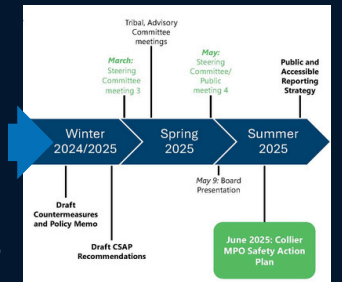 Tribal, Advisory
Committee
meetings
March:
Steering
Committee
meeting 3
May:
Steering
Committee/
Public
meeting 4
Public and
Accessible
Reporting
Strategy
Winter
2024/2025
Spring
2025
Summer
2025
Draft
Countermeasures
and Policy Memo
Draft CSAP
Recommendations
May 9: Board
Presentation
June 2025: Collier
MPO Safety Action
Plan